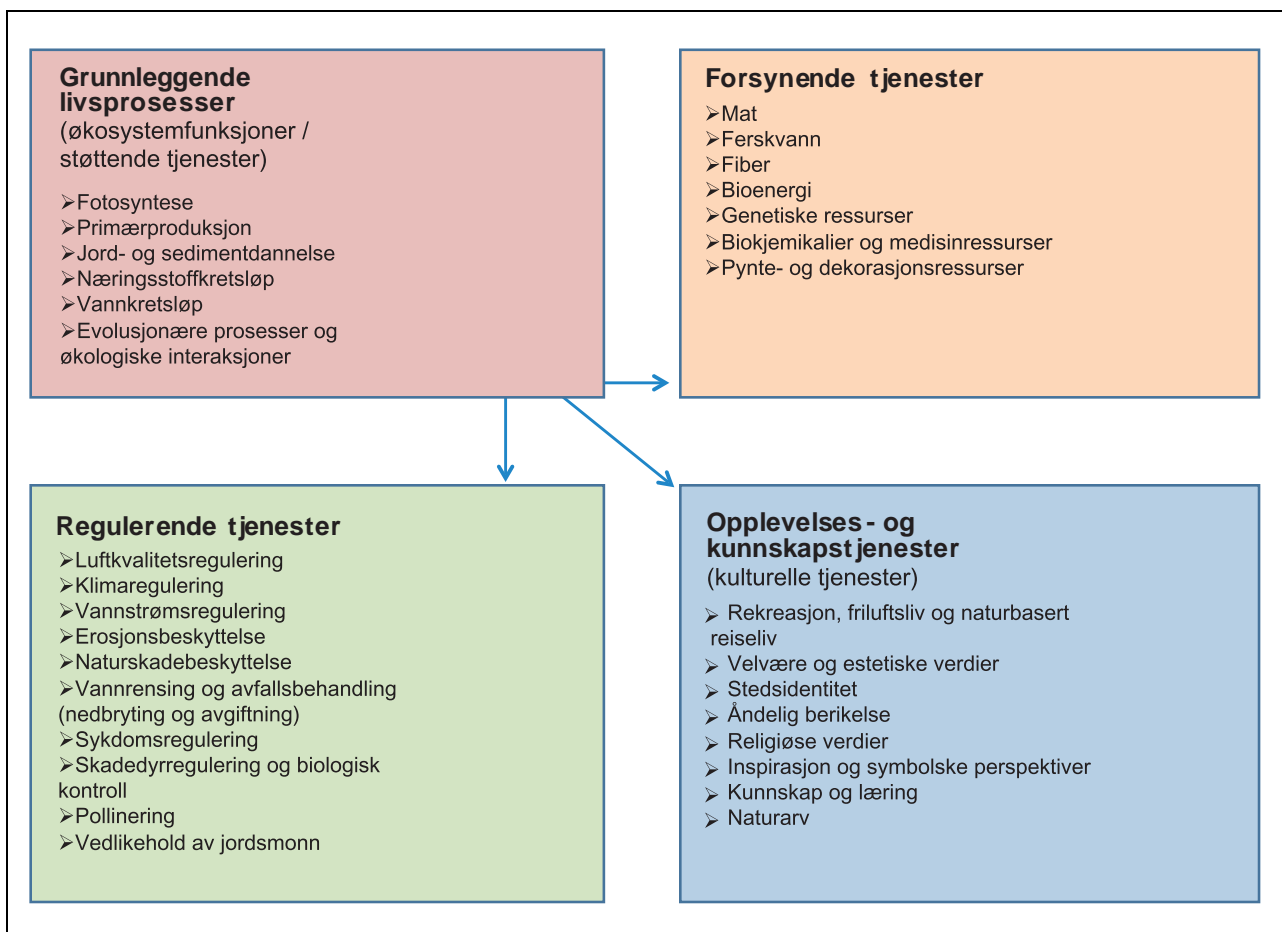 Grunnleggende
livsprosesser
(økosystemfunksjoner /
støttende tjenester)
➢Fotosyntese
➢Primærproduksjon
➢Jord- og sedimentdannelse
➢Næringsstoffkretsløp
➢Vannkretsløp
➢Evolusjonære prosesser og
økologiske interaksjoner
Forsynende tjenester
➢Mat
➢Ferskvann
➢Fiber
➢Bioenergi
➢Genetiske ressurser
➢Biokjemikalier og medisinressurser
➢Pynte- og dekorasjonsressurser
Regulerende tjenester
➢Luftkvalitetsregulering
➢Klimaregulering
➢Vannstrømsregulering
➢Erosjonsbeskyttelse
➢Naturskadebeskyttelse
➢Vannrensing og avfallsbehandling
(nedbryting og avgiftning)
➢Sykdomsregulering
➢Skadedyrregulering og biologisk
kontroll
➢Pollinering
➢Vedlikehold av jordsmonn
Opplevelses- og
kunnskapstjenester
(kulturelle tjenester)
➢ Rekreasjon, friluftsliv og naturbasert
reiseliv
➢ Velvære og estetiske verdier
➢ Stedsidentitet
➢ Åndelig berikelse
➢ Religiøse verdier
➢ Inspirasjon og symbolske perspektiver
➢ Kunnskap og læring
➢ Naturarv